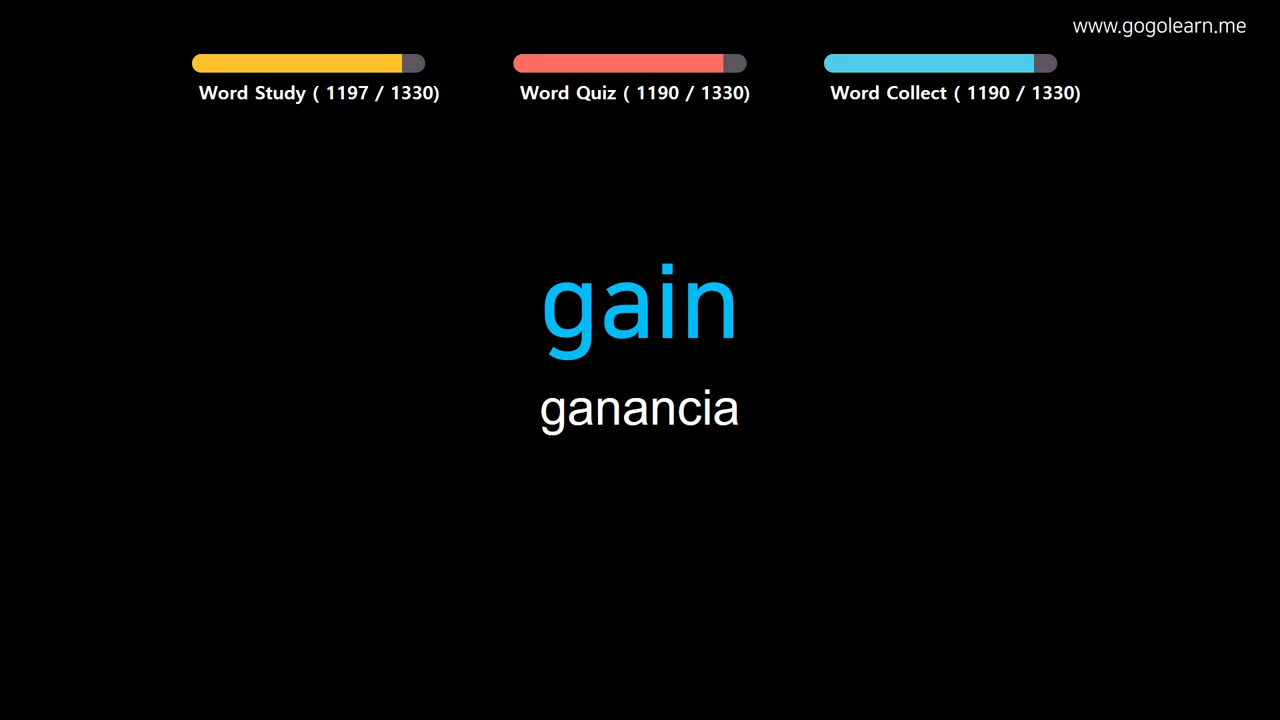 www.gogolearn.me
Word Study ( 1197 / 1330)
Word Quiz ( 1190 / 1330)
Word Collect ( 1190 / 1330)
gain
ganancia